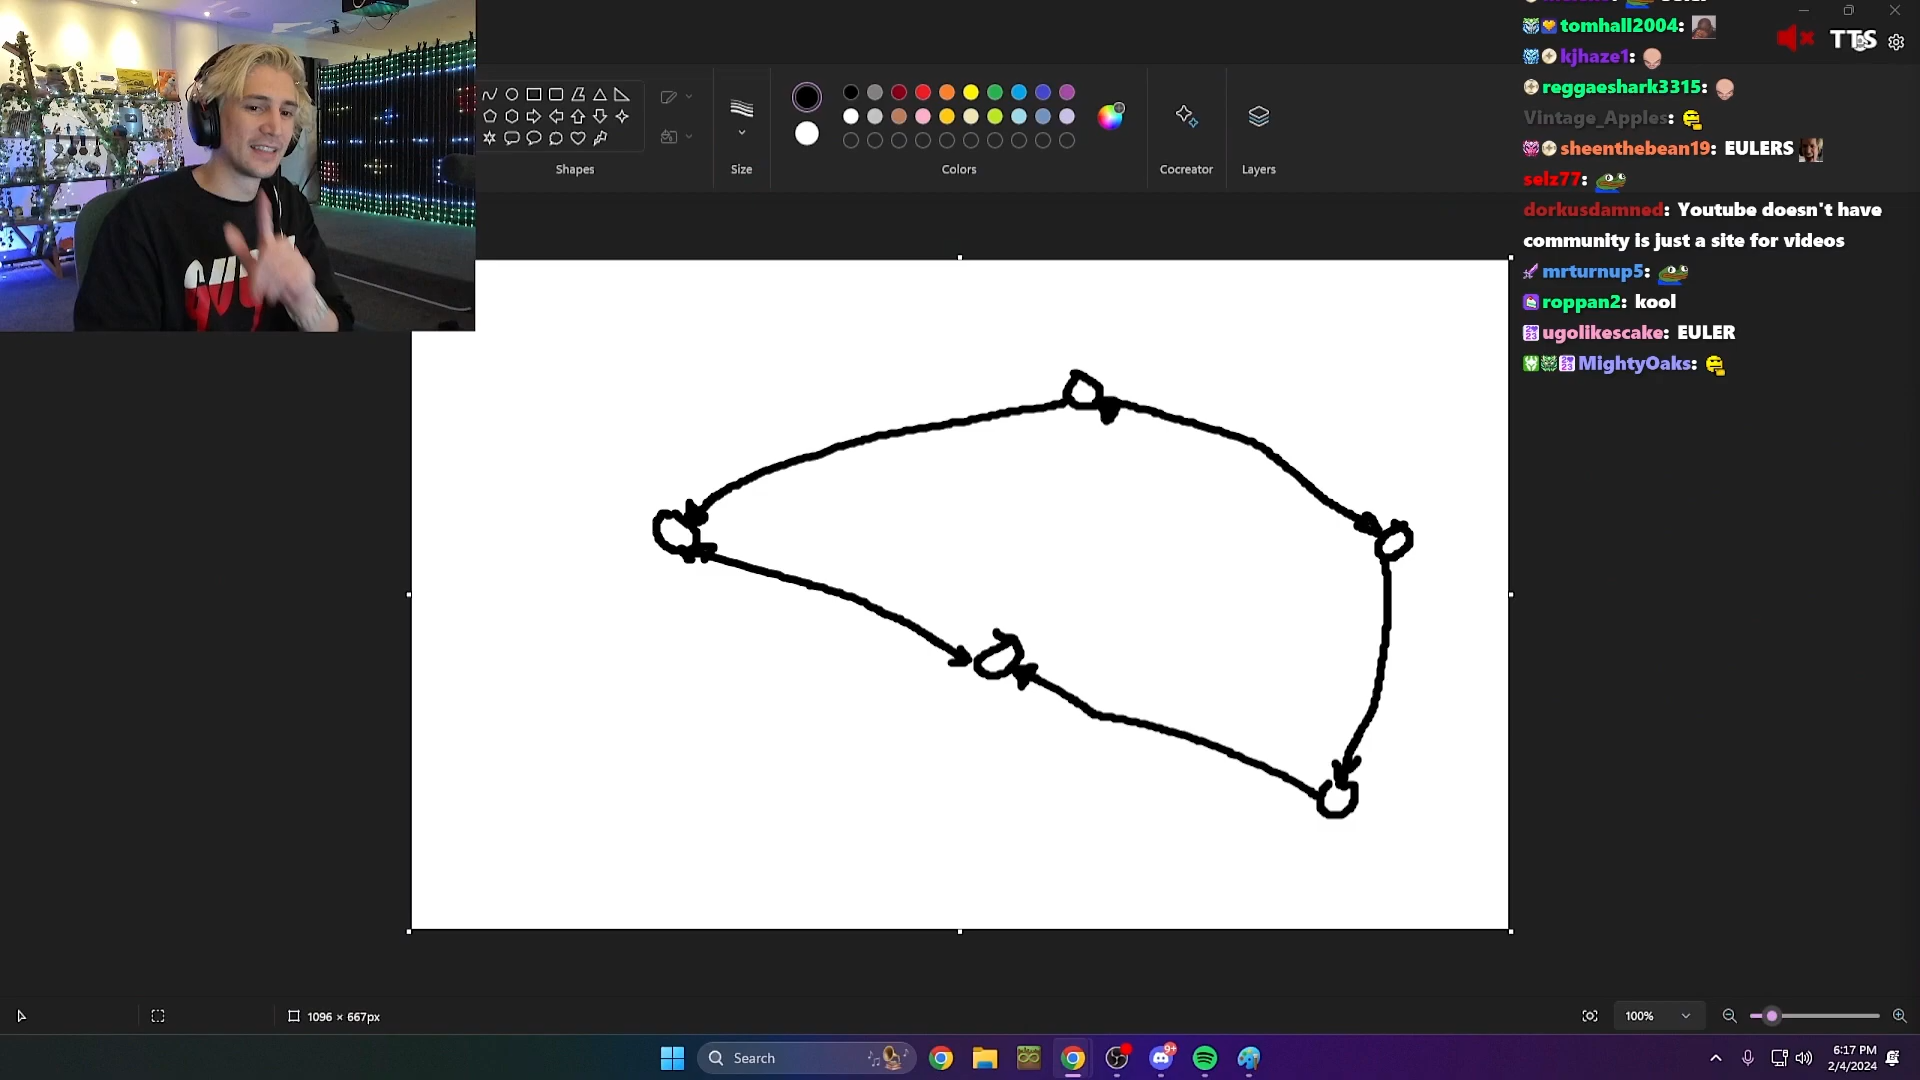 tomhall2004:
TTS
kjhaze1:
reggaeshark3315:
Vintage_Apples:
sheenthebean19: EULERS
selz77:
dorkusdamned: Youtube doesn't have
community is just a site for videos
mrturnup5:
roppan2: kool
ugolikescake: EULER
MightyOaks:
Shapes
Size
Colors
Cocreator
Layers
1096 × 667px
100%
Search
9+
6:17 PM
2/4/2024